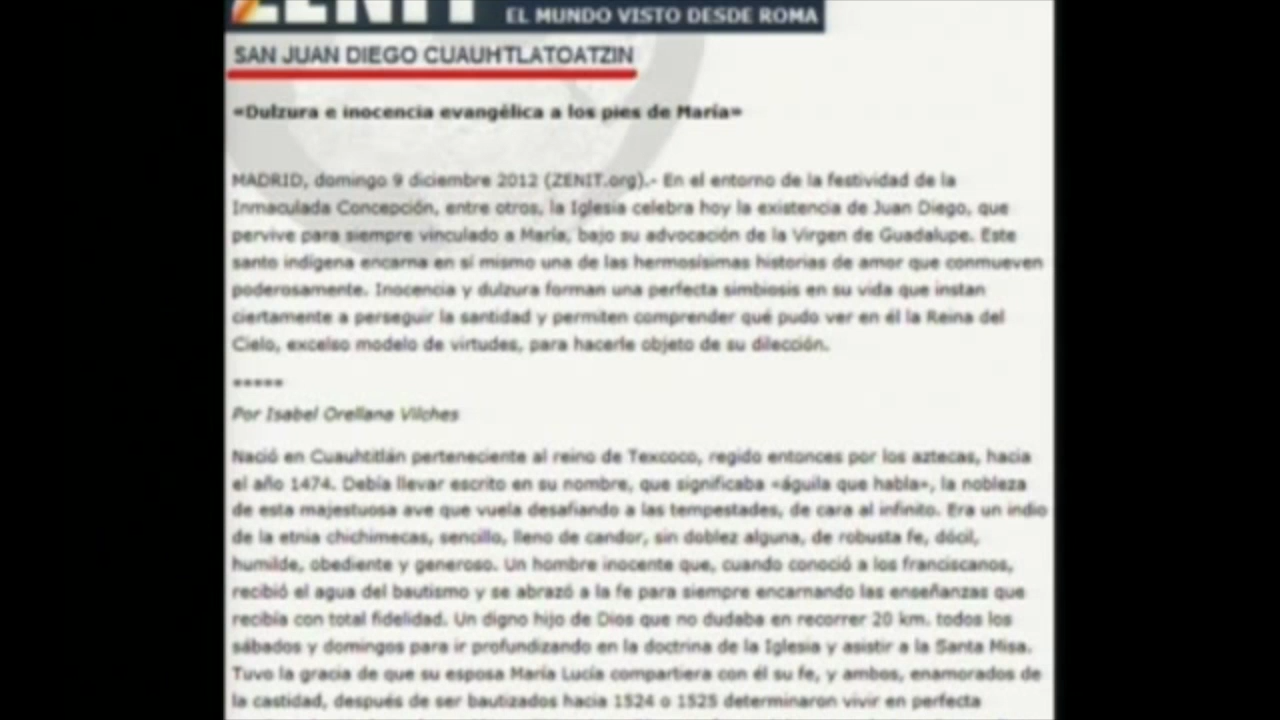 ZENIT
EL MUNDO VISTO DESDE ROMA
SAN JUAN DIEGO CUAUHTLATOATZIN
«Dulzura e inocencia evangélica a los pies de María»
MADRID, domingo 9 diciembre 2012 (ZENIT.org).- En el entorno de la festividad de la
Inmaculada Concepción, entre otros, la Iglesia celebra hoy la existencia de Juan Diego, que
pervive para siempre vinculado a María, bajo su advocación de la Virgen de Guadalupe. Este
santo indígena encarna en sí mismo una de las hermosísimas historias de amor que conmueven
poderosamente. Inocencia y dulzura forman una perfecta simbiosis en su vida que instan
ciertamente a perseguir la santidad y permiten comprender qué pudo ver en él la Reina del
Cielo, excelso modelo de virtudes, para hacerle objeto de su dilección.
*****
Por Isabel Orellana Vilches
Nació en Cuauhtitlán perteneciente al reino de Texcoco, regido entonces por los aztecas, hacia
el año 1474. Debía llevar escrito en su nombre, que significaba «águila que habla», la nobleza
de esta majestuosa ave que vuela desafiando a las tempestades, de cara al infinito. Era un indio
de la etnia chichimecas, sencillo, lleno de candor, sin doblez alguna, de robusta fe, dócil,
humilde, obediente y generoso. Un hombre inocente que, cuando conoció a los franciscanos,
recibió el agua del bautismo y se abrazó a la fe para siempre encarnando las enseñanzas que
recibía con total fidelidad. Un digno hijo de Dios que no dudaba en recorrer 20 km. todos los
sábados y domingos para ir profundizando en la doctrina de la Iglesia y asistir a la Santa Misa.
Tuvo la gracia de que su esposa María Lucía compartiera con él su fe, y ambos, enamorados de
la castidad, después de ser bautizados hacia 1524 o 1525 determinaron vivir en perfecta